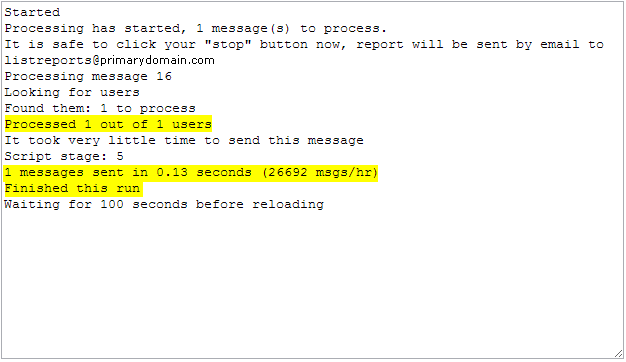 Started
Processing has started, 1 message(s) to process.
It is safe to click your "stop" button now, report will be sent by email to
listreports@primarydomain.com
Processing message 16
Looking for users
Found them: 1 to process
Processed 1 out of 1 users
It took very little time to send this message
Script stage: 5
1 messages sent in 0.13 seconds (26692 msgs/hr)
Finished this run
Waiting for 100 seconds before reloading